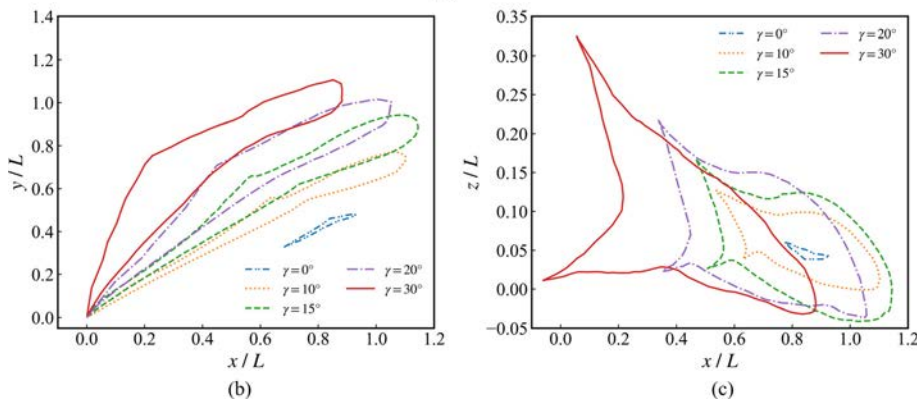 1.4
1.2
1.0
0.8
0.6
0.4
0.2
0.0
y / L
0.0 0.2 0.4 0.6 0.8 1.0 1.2
x / L
γ = 0°
γ = 10°
γ = 15°
γ = 20°
γ = 30°
(b)
0.35
0.30
0.25
0.20
0.15
0.10
0.05
0.00
−0.05
z / L
0.0 0.2 0.4 0.6 0.8 1.0 1.2
x / L
γ = 0°
γ = 10°
γ = 15°
γ = 20°
γ = 30°
(c)